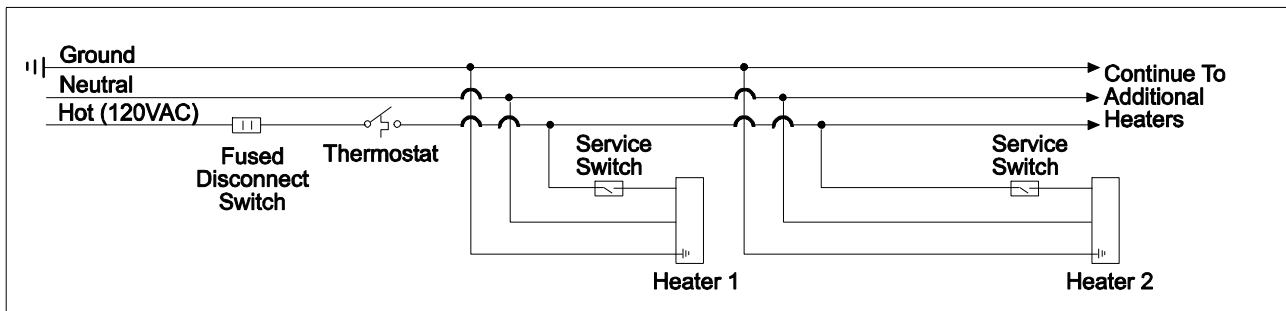 Ground
Neutral
Hot (120VAC)
Fused
Disconnect
Switch
Thermostat
Service
Switch
Heater 1
Service
Switch
Heater 2
Continue To
Additional
Heaters